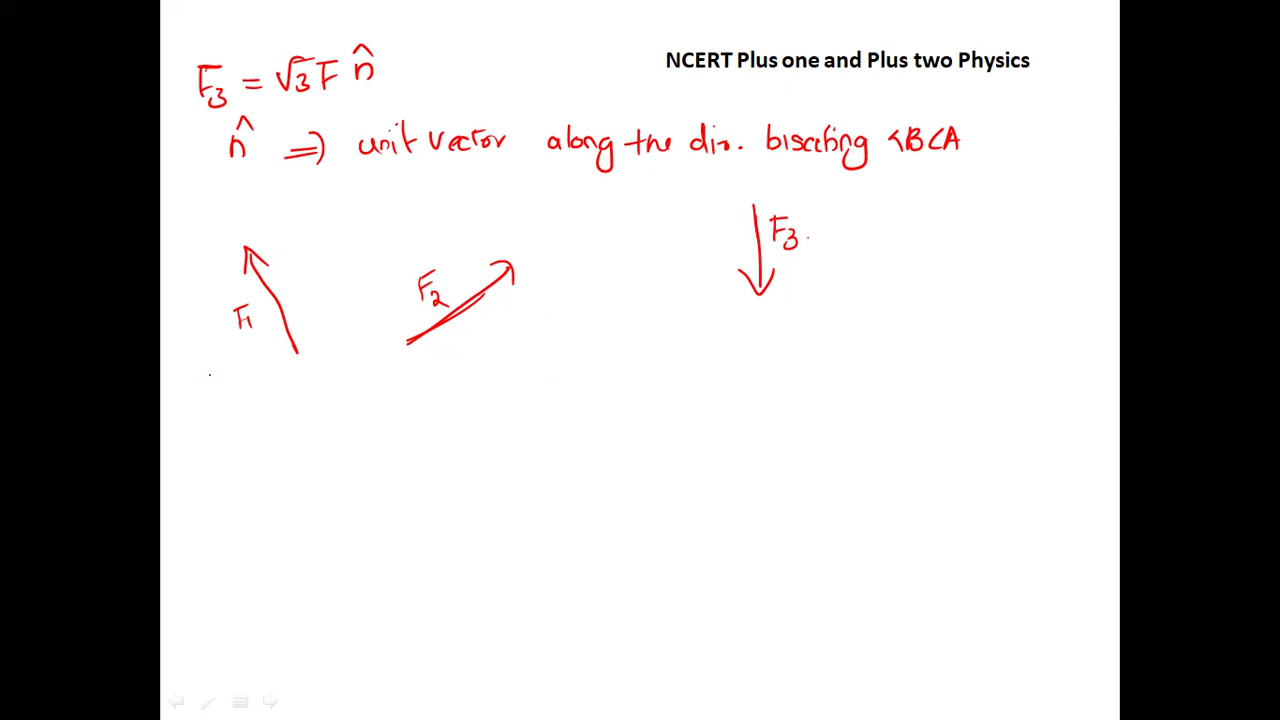 NCERT Plus one and Plus two Physics
F₃ = √3 F n̂
n̂ ⇒ unit vector along the dir. bisecting <BCA
F₃
F₂
F₁